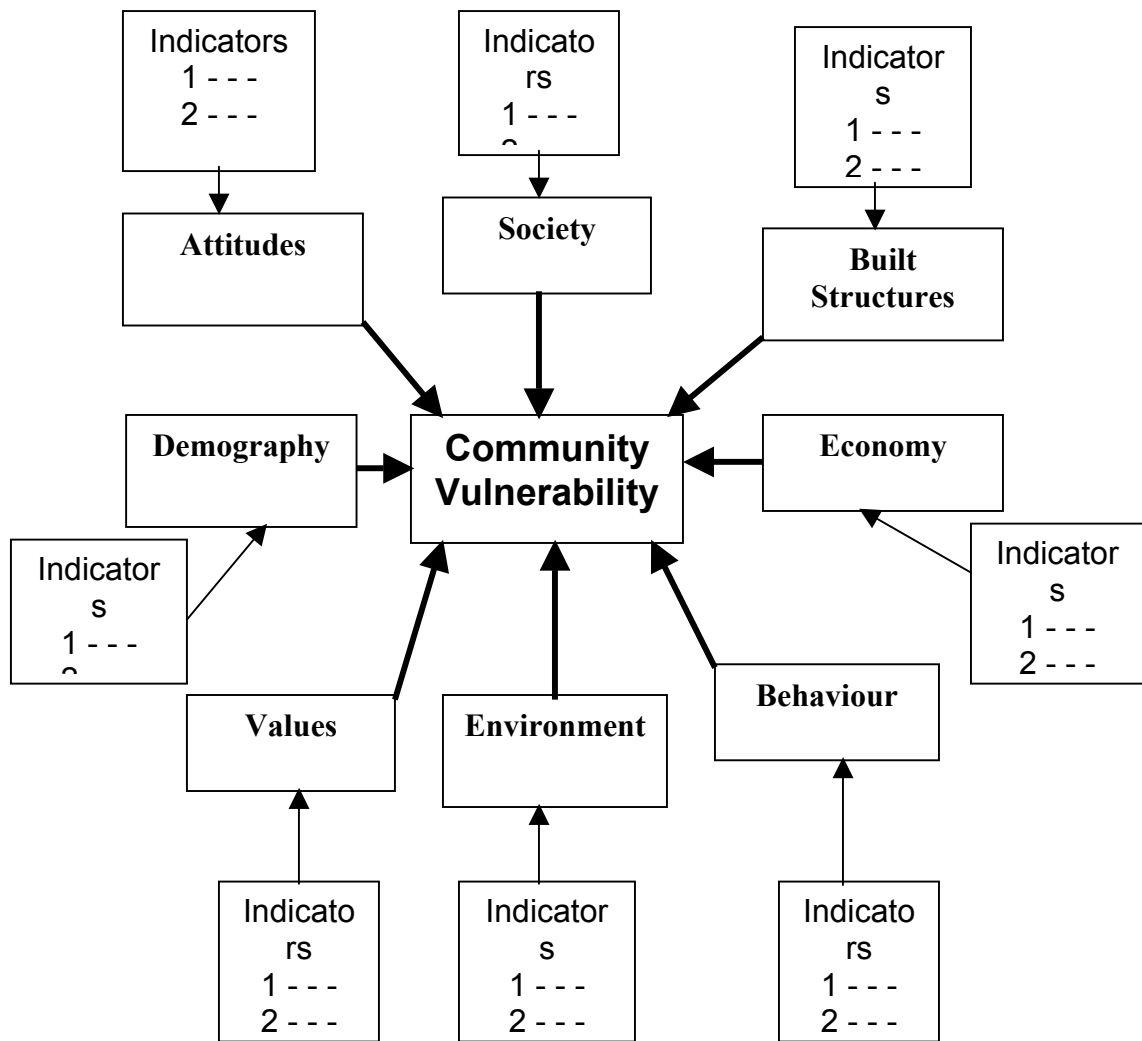 Indicators
1 - - -
2 - - -
Indicato
rs
1 - - -
Indicator
s
1 - - -
2 - - -
Attitudes
Society
Built
Structures
Demography
Community
Vulnerability
Economy
Indicator
s
1 - - -
Indicator
s
1 - - -
2 - - -
Values
Environment
Behaviour
Indicato
rs
1 - - -
2 - - -
Indicator
s
1 - - -
2 - - -
Indicato
rs
1 - - -
2 - - -